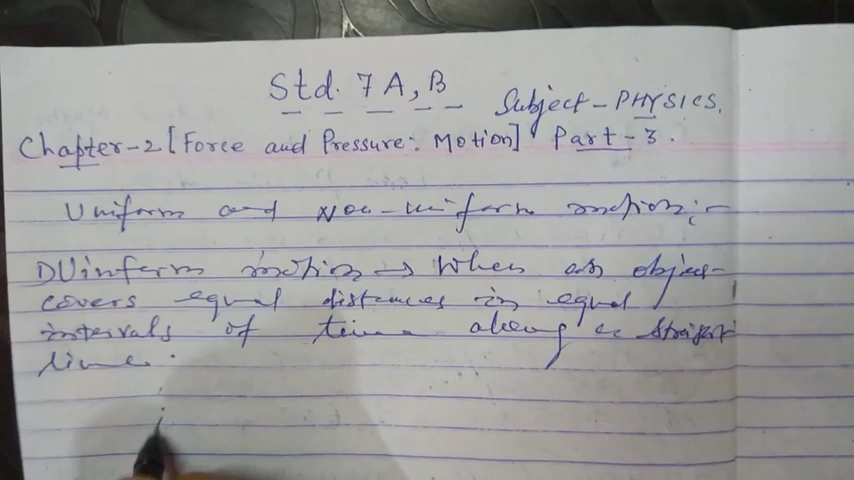 Std. 7 A, B
Subject - PHYSICS.
Chapter-2 [Force and Pressure: Motion] Part-3.
Uniform and Non-uniform motion:-
1) Uinform motion → When an object
covers equal distances in equal
intervals of time along a straight
line.